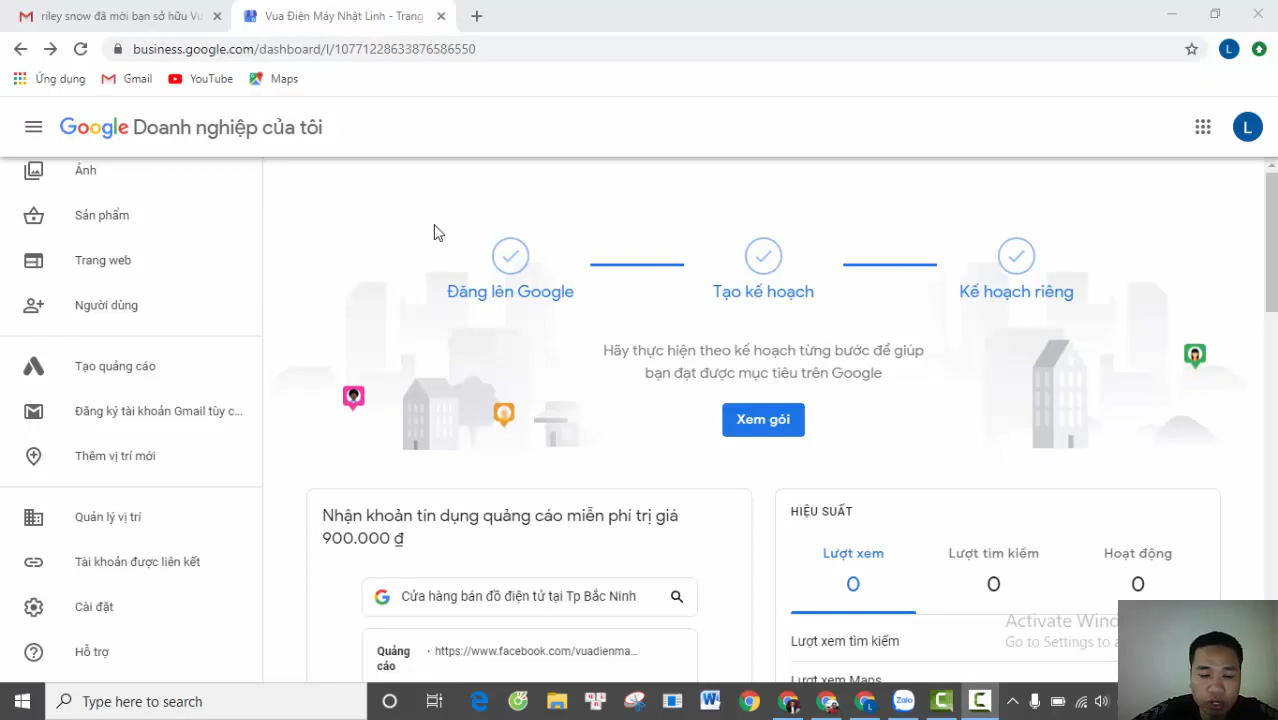 riley snow đã mời bạn sở hữu Vu
Vua Điện Máy Nhật Linh - Trang
business.google.com/dashboard/l/10771228633876586550
L
Ứng dụng
Gmail
YouTube
Maps
Google Doanh nghiệp của tôi
L
Ảnh
Sản phẩm
Trang web
Người dùng
Tạo quảng cáo
Đăng ký tài khoản Gmail tùy c...
Thêm vị trí mới
Quản lý vị trí
Tài khoản được liên kết
Cài đặt
Hỗ trợ
Đăng lên Google
Tạo kế hoạch
Kế hoạch riêng
Hãy thực hiện theo kế hoạch từng bước để giúp
bạn đạt được mục tiêu trên Google
Xem gói
Nhận khoản tín dụng quảng cáo miễn phí trị giá
900.000 ₫
Cửa hàng bán đồ điện tử tại Tp Bắc Ninh
Quảng
cáo
· https://www.facebook.com/vuadienma...
HIỆU SUẤT
Lượt xem
Lượt tìm kiếm
Hoạt động
0
0
0
Lượt xem tìm kiếm
Lượt xem Maps
Activate Wind
Go to Settings to a
Type here to search